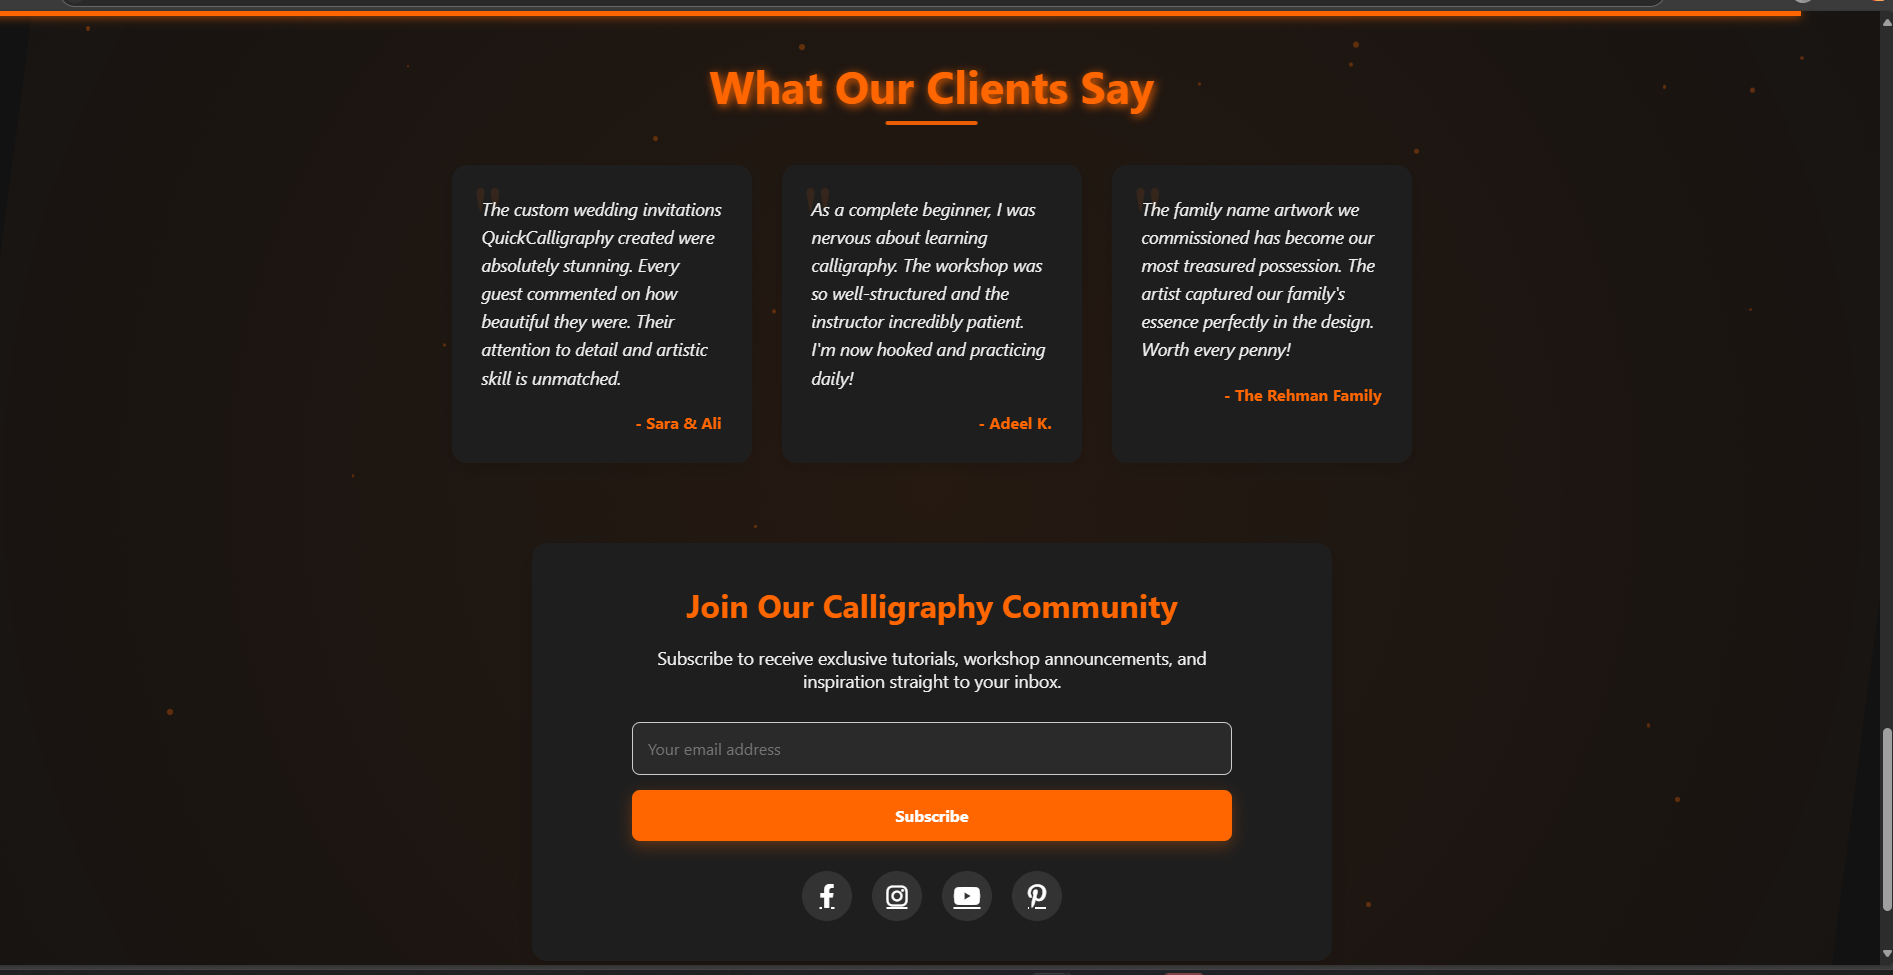 What Our Clients Say
"
The custom wedding invitations
QuickCalligraphy created were
absolutely stunning. Every
guest commented on how
beautiful they were. Their
attention to detail and artistic
skill is unmatched.
- Sara & Ali
"
As a complete beginner, I was
nervous about learning
calligraphy. The workshop was
so well-structured and the
instructor incredibly patient.
I'm now hooked and practicing
daily!
- Adeel K.
"
The family name artwork we
commissioned has become our
most treasured possession. The
artist captured our family's
essence perfectly in the design.
Worth every penny!
- The Rehman Family
Join Our Calligraphy Community
Subscribe to receive exclusive tutorials, workshop announcements, and
inspiration straight to your inbox.
Your email address
Subscribe